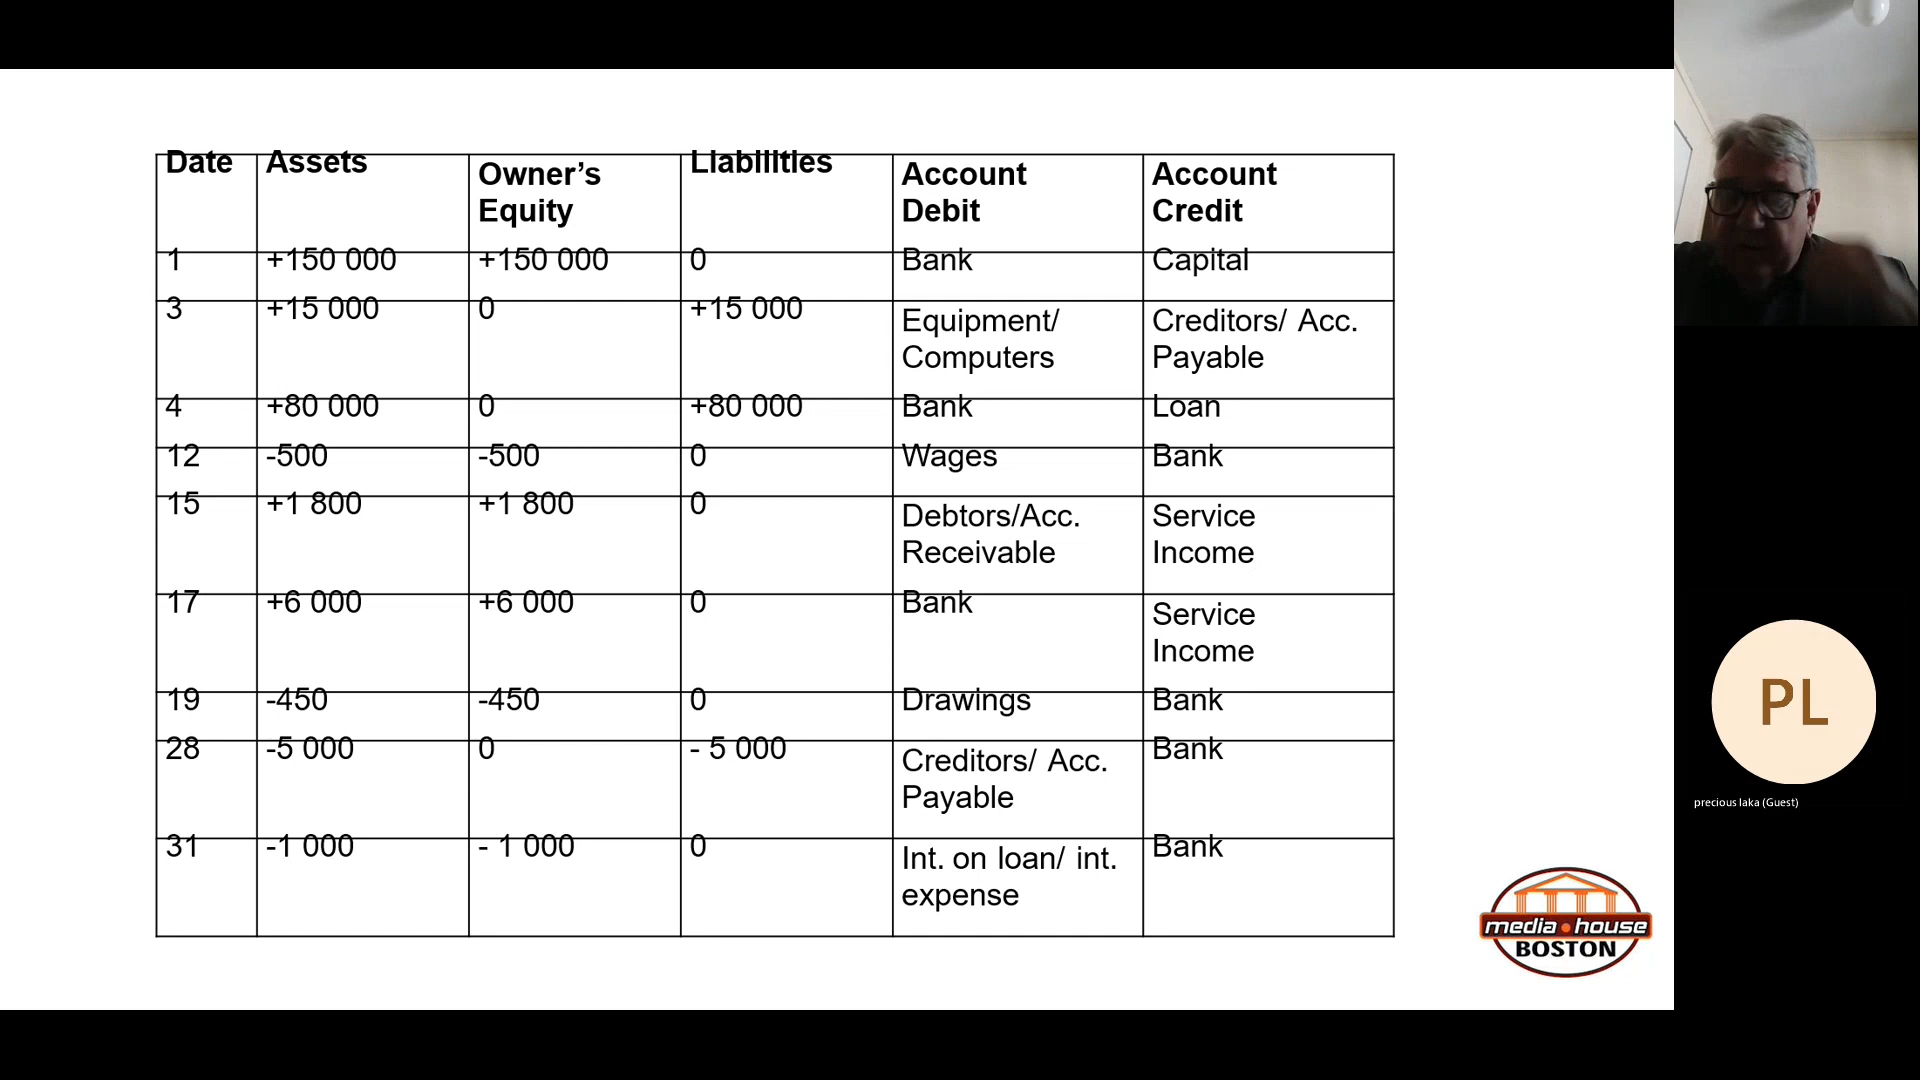 Date Assets Owner’s Equity Liabilities Account Debit Account Credit
1 +150 000 +150 000 0 Bank Capital
3 +15 000 0 +15 000 Equipment/ Computers Creditors/ Acc. Payable
4 +80 000 0 +80 000 Bank Loan
12 -500 -500 0 Wages Bank
15 +1 800 +1 800 0 Debtors/Acc. Receivable Service Income
17 +6 000 +6 000 0 Bank Service Income
19 -450 -450 0 Drawings Bank
28 -5 000 0 - 5 000 Creditors/ Acc. Payable Bank
31 -1 000 - 1 000 0 Int. on loan/ int. expense Bank
media house
BOSTON
PL
precious laka (Guest)